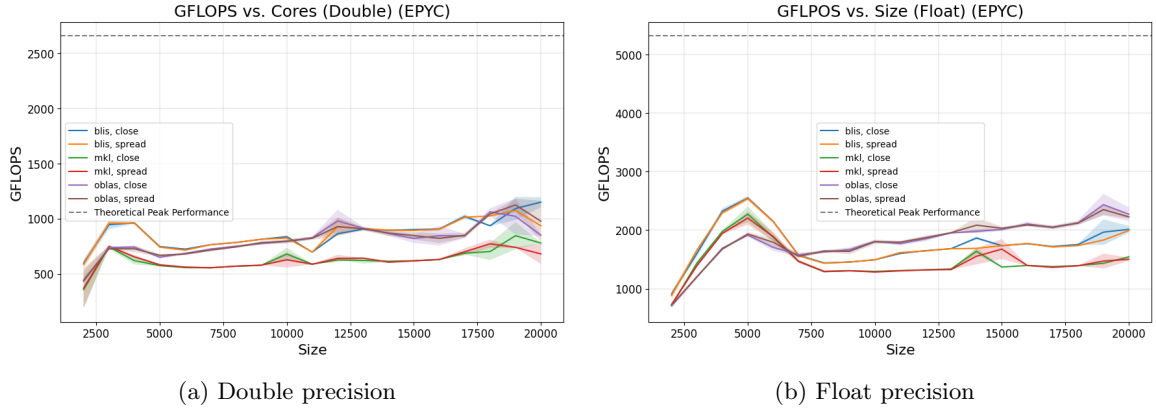 GFLOPS vs. Cores (Double) (EPYC)
2500
2000
1500
1000
500
GFLOPS
blis, close
blis, spread
mkl, close
mkl, spread
oblas, close
oblas, spread
Theoretical Peak Performance
2500 5000 7500 10000 12500 15000 17500 20000
Size
(a) Double precision
GFLPOS vs. Size (Float) (EPYC)
5000
4000
3000
2000
1000
GFLOPS
blis, close
blis, spread
mkl, close
mkl, spread
oblas, close
oblas, spread
Theoretical Peak Performance
2500 5000 7500 10000 12500 15000 17500 20000
Size
(b) Float precision